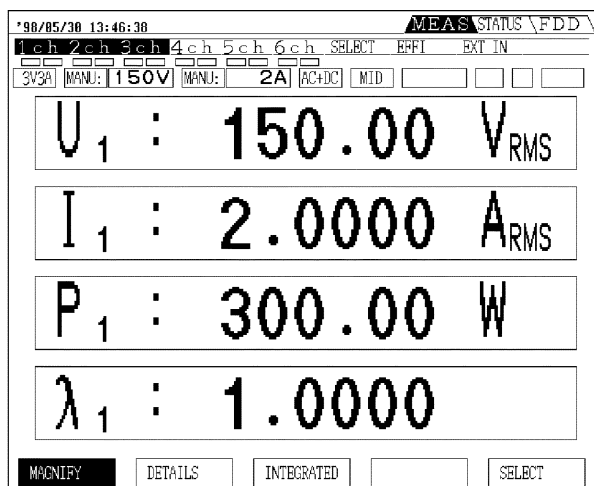 '98/05/30 13:46:38 MEAS STATUS FDD
1ch 2ch 3ch 4ch 5ch 6ch SELECT EFFI EXT IN
3V3A MANU: 150V MANU: 2A AC+DC MID
U1 : 150.00 VRMS
I1 : 2.0000 ARMS
P1 : 300.00 W
λ1 : 1.0000
MAGNIFY DETAILS INTEGRATED SELECT